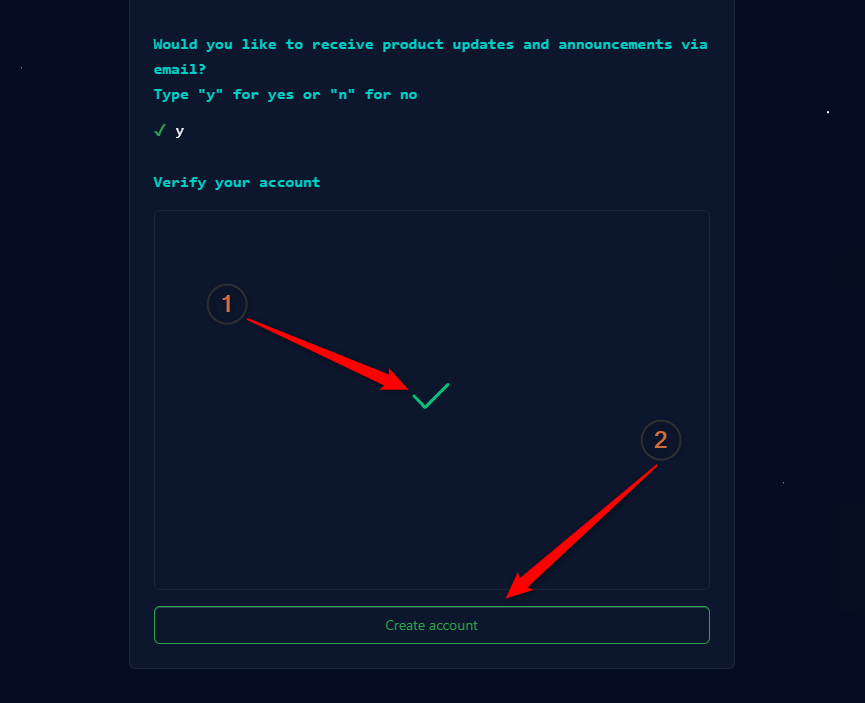 Would you like to receive product updates and announcements via
email?
Type "y" for yes or "n" for no
✓ y
Verify your account
1
2
Create account